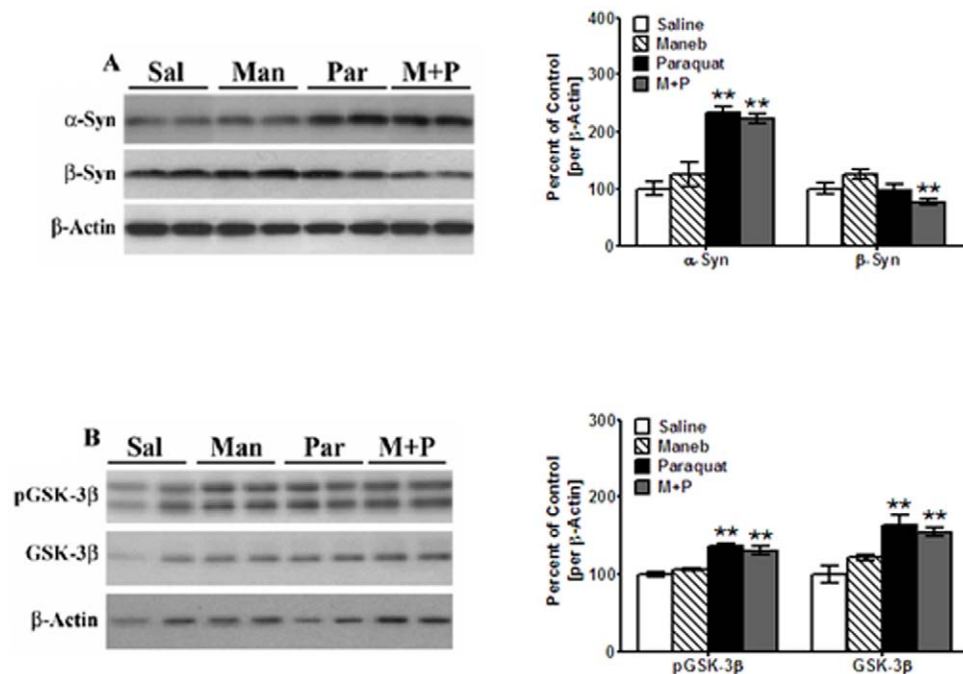 A
Sal Man Par M+P
α-Syn
β-Syn
β-Actin
Percent of Control
[per β-Actin]
400
300
200
100
0
Saline
Maneb
Paraquat
M+P
** **
**
α-Syn β-Syn
B
Sal Man Par M+P
pGSK-3β
GSK-3β
β-Actin
Percent of Control
[per β-Actin]
300
200
100
0
Saline
Maneb
Paraquat
M+P
** **
** **
pGSK-3β GSK-3β